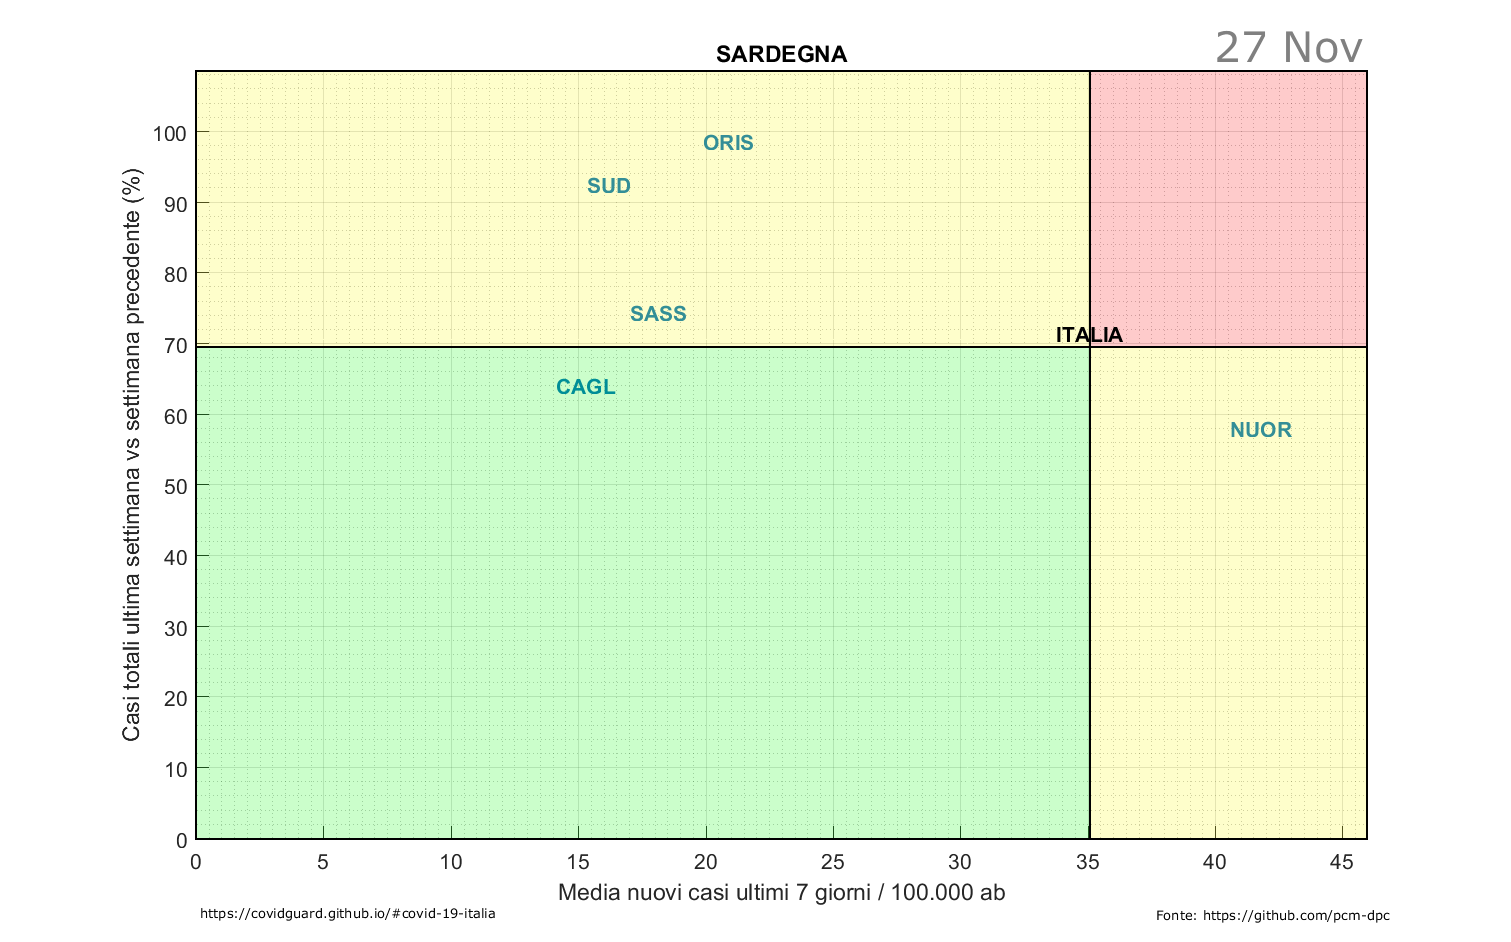 27 Nov
SARDEGNA
Casi totali ultima settimana vs settimana precedente (%)
100
90
80
70
60
50
40
30
20
10
0
ORIS
SUD
SASS
ITALIA
CAGL
NUOR
0 5 10 15 20 25 30 35 40 45
Media nuovi casi ultimi 7 giorni / 100.000 ab
https://covidguard.github.io/#covid-19-italia
Fonte: https://github.com/pcm-dpc